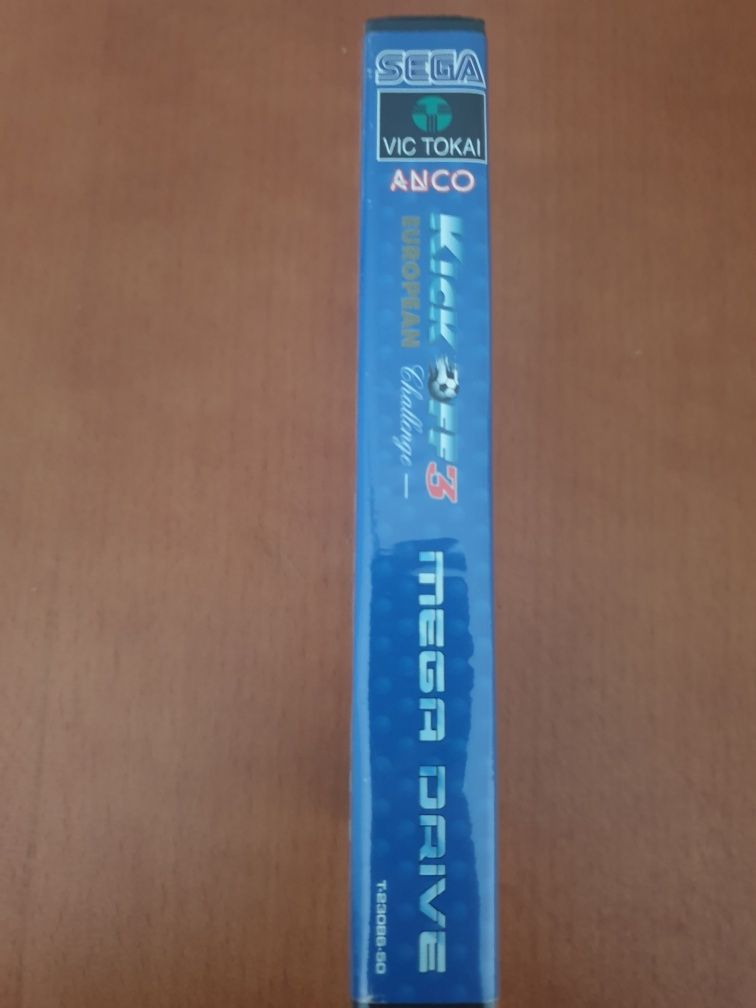 SEGA
VIC TOKAI
ANCO
KICK OFF 3
EUROPEAN Challenge
MEGA DRIVE
T-23086-50